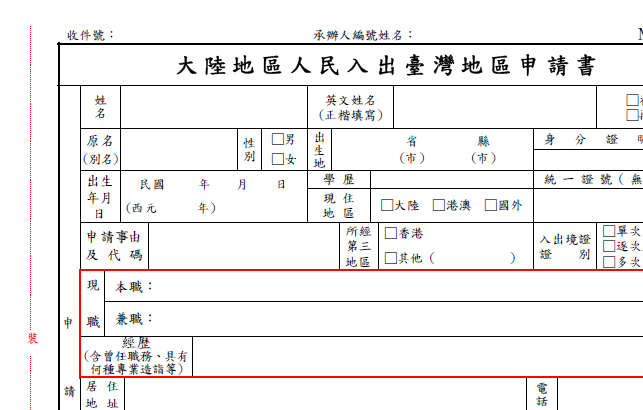 收件號： 承辦人編號姓名：
大陸地區人民入出臺灣地區申請書
姓名
英文姓名
(正楷填寫)
原名
(別名)
性別
□男
□女
出生地
省 縣
(市) (市)
身 分 證
出生年月日
民國 年 月 日
(西元 年)
學歷
統一證號(無
現住地區
□大陸 □港澳 □國外
申請事由及代碼
所經第三地區
□香港
□其他( )
入出境證證別
□單次
□逐次
□多次
申
請
現職
本職：
兼職：
經歷
(含曾任職務、具有
何種專業造詣等)
裝
居住地址
電話